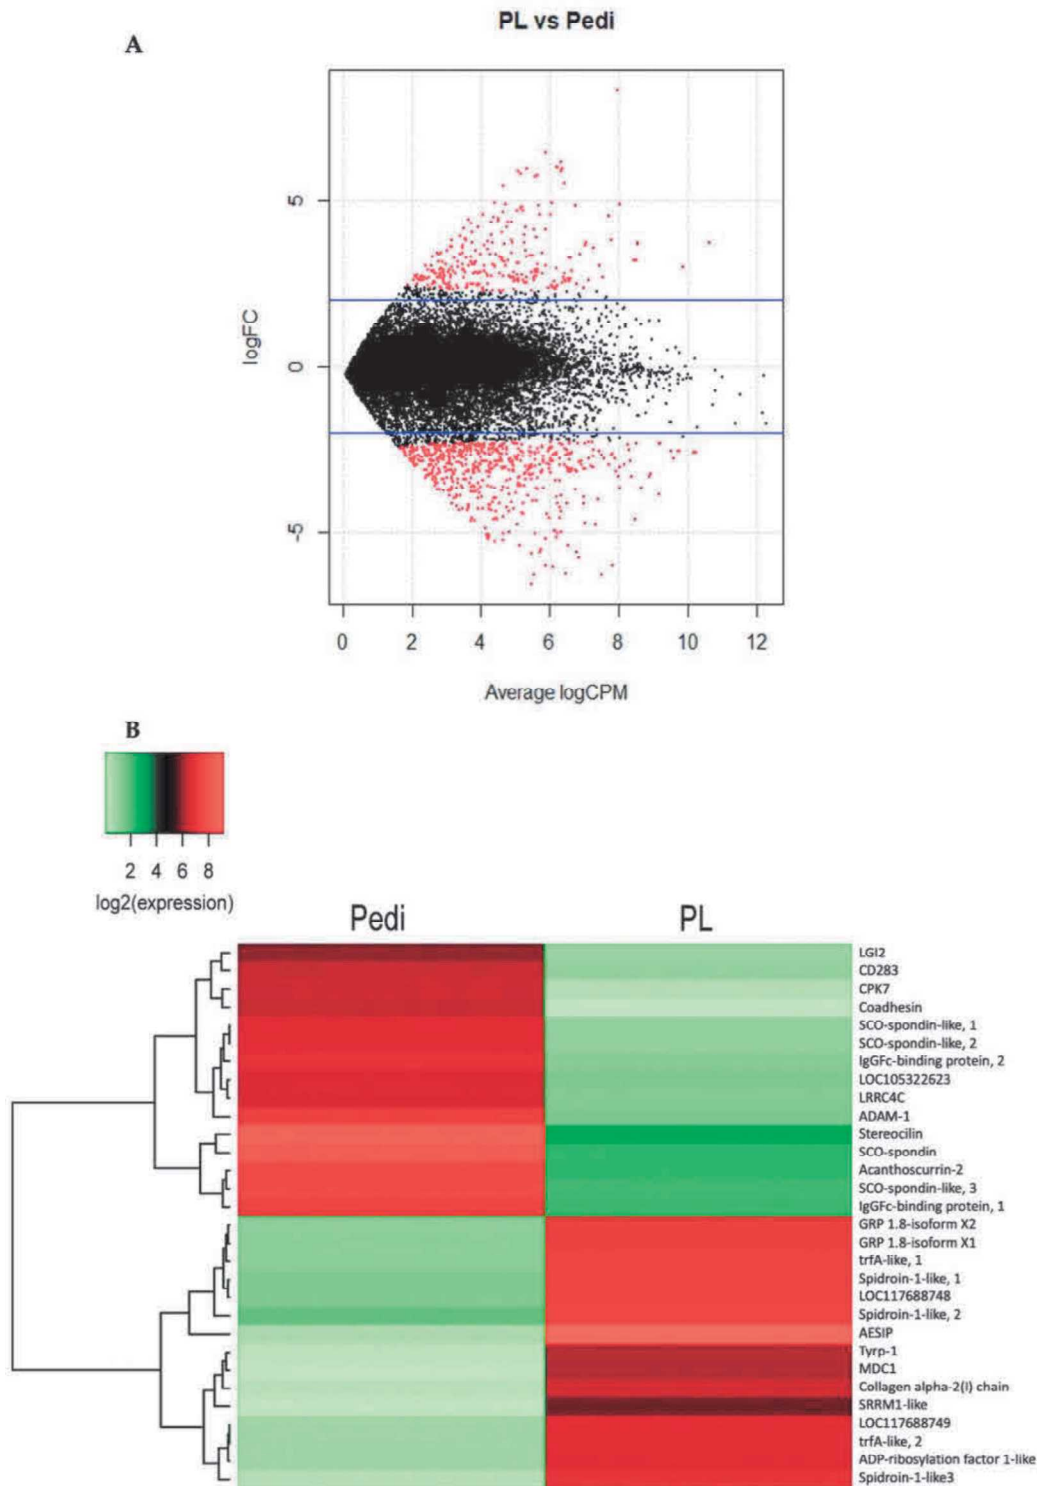 PL vs Pedi
A
5
0
-5
logFC
0 2 4 6 8 10 12
Average logCPM
B
2 4 6 8
log2(expression)
Pedi
PL
LGI2
CD283
CPK7
Coadhesin
SCO-spondin-like, 1
SCO-spondin-like, 2
IgGFc-binding protein, 2
LOC105322623
LRRC4C
ADAM-1
Stereocilin
SCO-spondin
Acanthoscurrin-2
SCO-spondin-like, 3
IgGFc-binding protein, 1
GRP 1.8-isoform X2
GRP 1.8-isoform X1
trfA-like, 1
Spidroin-1-like, 1
LOC117688748
Spidroin-1-like, 2
AESIP
Tyrp-1
MDC1
Collagen alpha-2(I) chain
SRRM1-like
LOC117688749
trfA-like, 2
ADP-ribosylation factor 1-like
Spidroin-1-like3